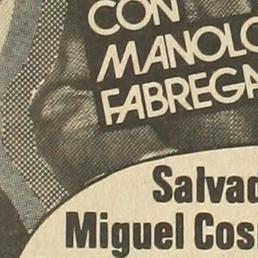 CON
MANOLO
FABREGA
Salvad
Miguel Cos